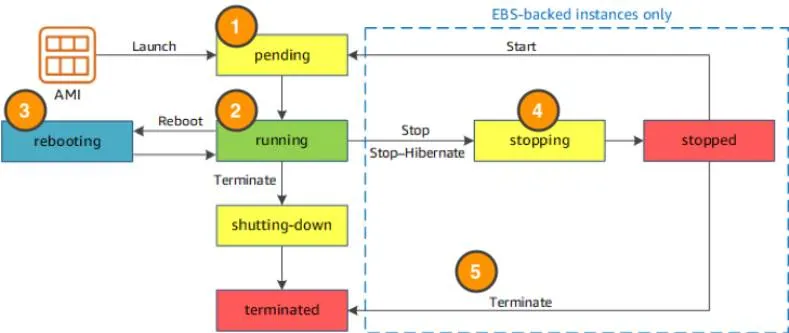 EBS-backed instances only
1
Launch
pending
Start
AMI
3
Reboot
2
4
rebooting
running
Stop
Stop–Hibernate
stopping
stopped
Terminate
shutting-down
5
Terminate
terminated